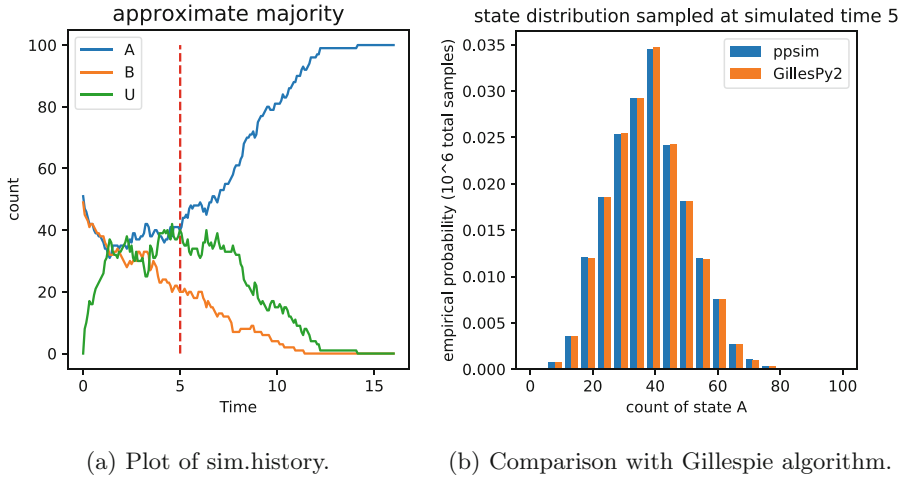 approximate majority
100
80
60
40
20
0
count
A
B
U
0
5
10
15
Time
(a) Plot of sim.history.
state distribution sampled at simulated time 5
0.035
0.030
0.025
0.020
0.015
0.010
0.005
0.000
empirical probability (10^6 total samples)
ppsim
GillesPy2
0
20
40
60
80
100
count of state A
(b) Comparison with Gillespie algorithm.